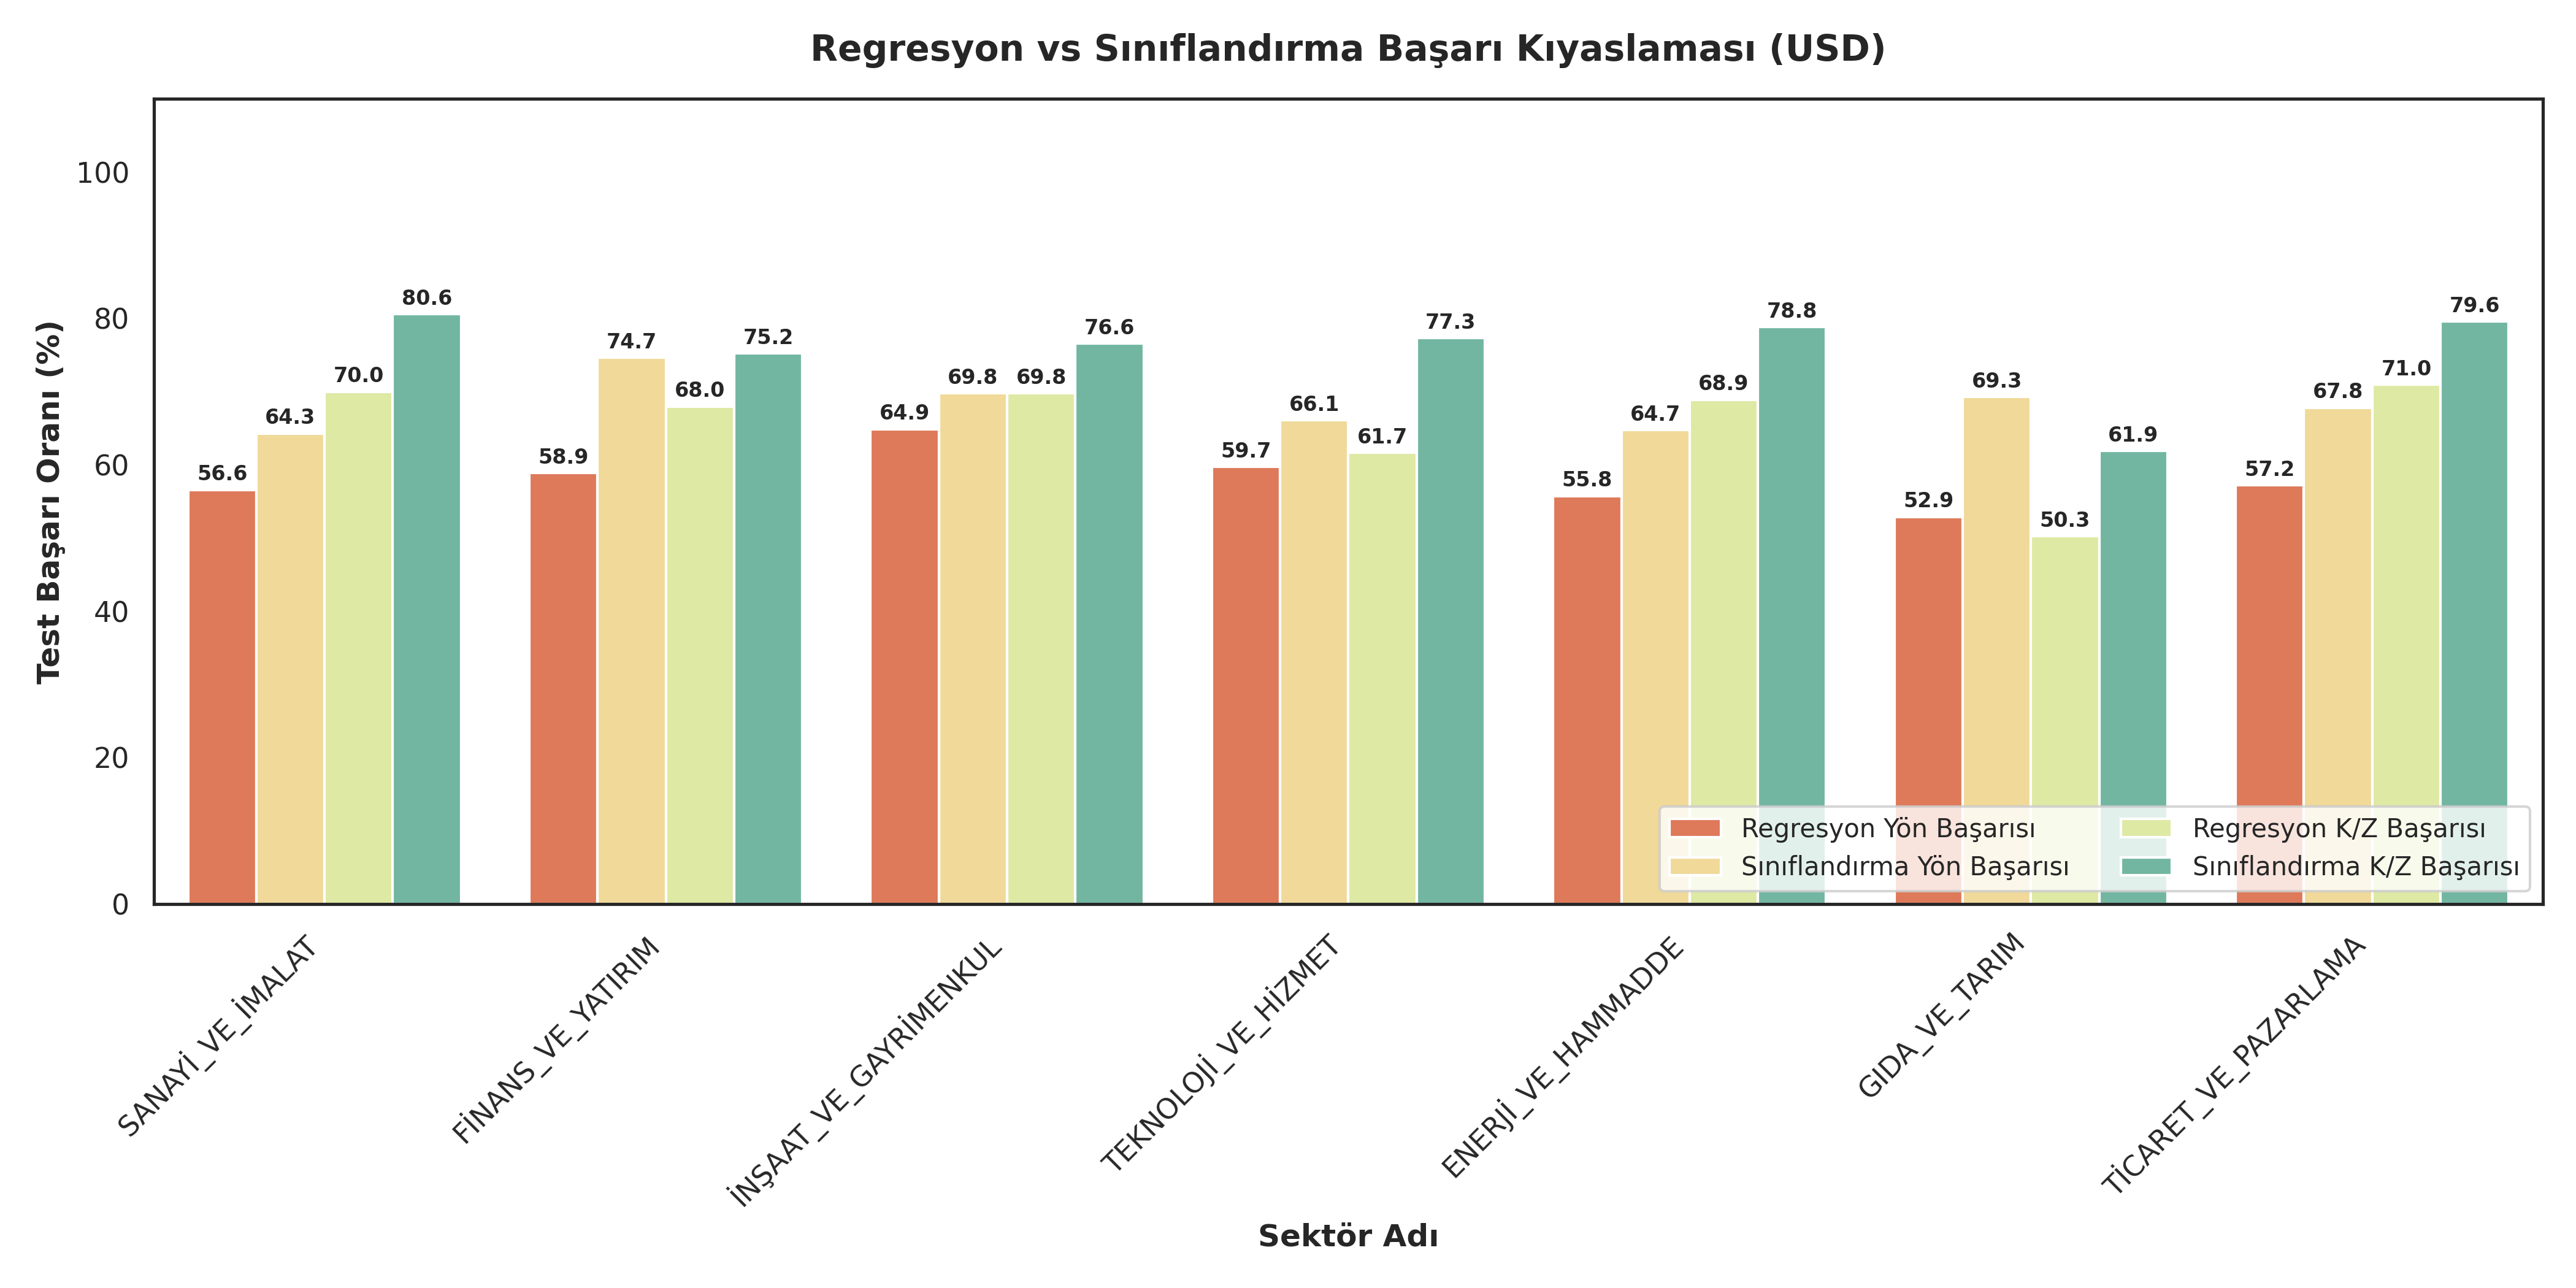 Regresyon vs Sınıflandırma Başarı Kıyaslaması (USD)
Test Başarı Oranı (%)
100
80
60
40
20
0
56.6
64.3
70.0
80.6
58.9
74.7
68.0
75.2
64.9
69.8
69.8
76.6
59.7
66.1
61.7
77.3
55.8
64.7
68.9
78.8
52.9
69.3
50.3
61.9
57.2
67.8
71.0
79.6
Regresyon Yön Başarısı
Sınıflandırma Yön Başarısı
Regresyon K/Z Başarısı
Sınıflandırma K/Z Başarısı
SANAYİ_VE_İMALAT
FİNANS_VE_YATIRIM
İNŞAAT_VE_GAYRİMENKUL
TEKNOLOJİ_VE_HİZMET
ENERJİ_VE_HAMMADDE
GIDA_VE_TARIM
TİCARET_VE_PAZARLAMA
Sektör Adı